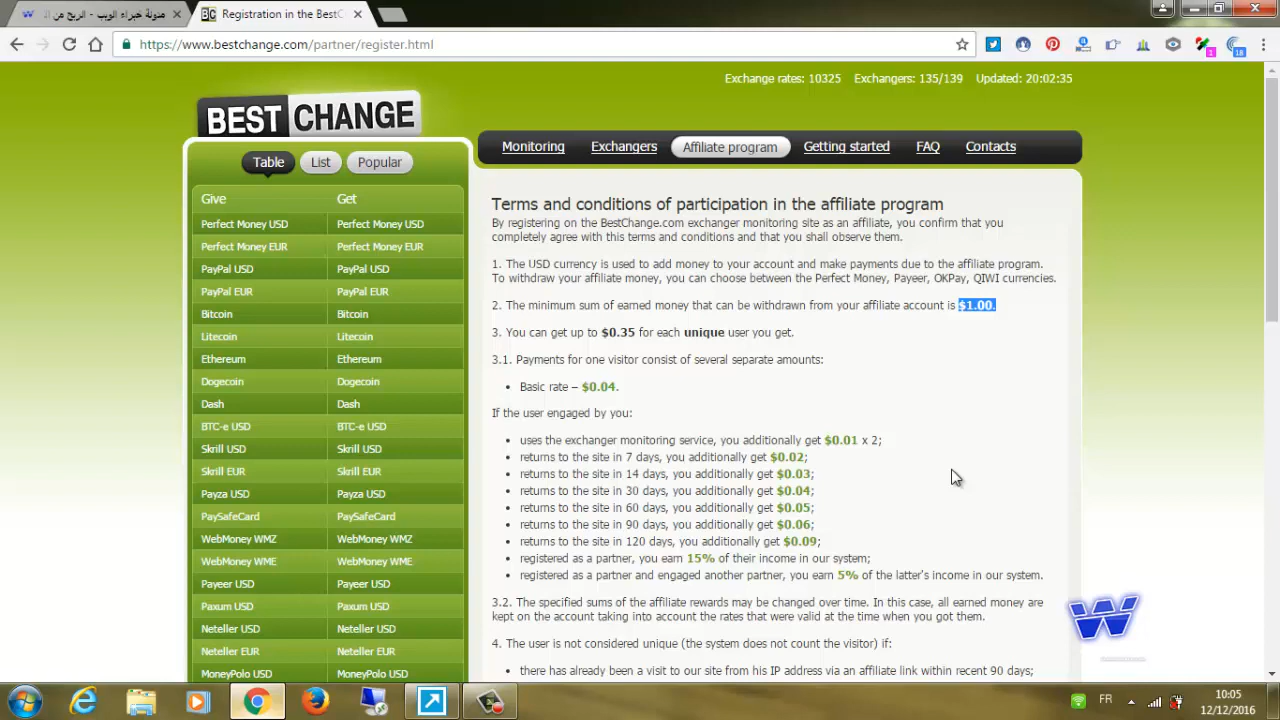 مدونة خبراء الويب - الربح من ال
Registration in the BestC
https://www.bestchange.com/partner/register.html
1
18
Exchange rates: 10325 Exchangers: 135/139 Updated: 20:02:35
BEST CHANGE
Monitoring Exchangers Affiliate program Getting started FAQ Contacts
Table List Popular
Give Get
Perfect Money USD Perfect Money USD
Perfect Money EUR Perfect Money EUR
PayPal USD PayPal USD
PayPal EUR PayPal EUR
Bitcoin Bitcoin
Litecoin Litecoin
Ethereum Ethereum
Dogecoin Dogecoin
Dash Dash
BTC-e USD BTC-e USD
Skrill USD Skrill USD
Skrill EUR Skrill EUR
Payza USD Payza USD
PaySafeCard PaySafeCard
WebMoney WMZ WebMoney WMZ
WebMoney WME WebMoney WME
Payeer USD Payeer USD
Paxum USD Paxum USD
Neteller USD Neteller USD
Neteller EUR Neteller EUR
MoneyPolo USD MoneyPolo USD
Terms and conditions of participation in the affiliate program
By registering on the BestChange.com exchanger monitoring site as an affiliate, you confirm that you
completely agree with this terms and conditions and that you shall observe them.
1. The USD currency is used to add money to your account and make payments due to the affiliate program.
To withdraw your affiliate money, you can choose between the Perfect Money, Payeer, OKPay, QIWI currencies.
2. The minimum sum of earned money that can be withdrawn from your affiliate account is $1.00.
3. You can get up to $0.35 for each unique user you get.
3.1. Payments for one visitor consist of several separate amounts:
• Basic rate – $0.04.
If the user engaged by you:
• uses the exchanger monitoring service, you additionally get $0.01 x 2;
• returns to the site in 7 days, you additionally get $0.02;
• returns to the site in 14 days, you additionally get $0.03;
• returns to the site in 30 days, you additionally get $0.04;
• returns to the site in 60 days, you additionally get $0.05;
• returns to the site in 90 days, you additionally get $0.06;
• returns to the site in 120 days, you additionally get $0.09;
• registered as a partner, you earn 15% of their income in our system;
• registered as a partner and engaged another partner, you earn 5% of the latter's income in our system.
3.2. The specified sums of the affiliate rewards may be changed over time. In this case, all earned money are
kept on the account taking into account the rates that were valid at the time when you got them.
4. The user is not considered unique (the system does not count the visitor) if:
• there has already been a visit to our site from his IP address via an affiliate link within recent 90 days;
FR
10:05
12/12/2016